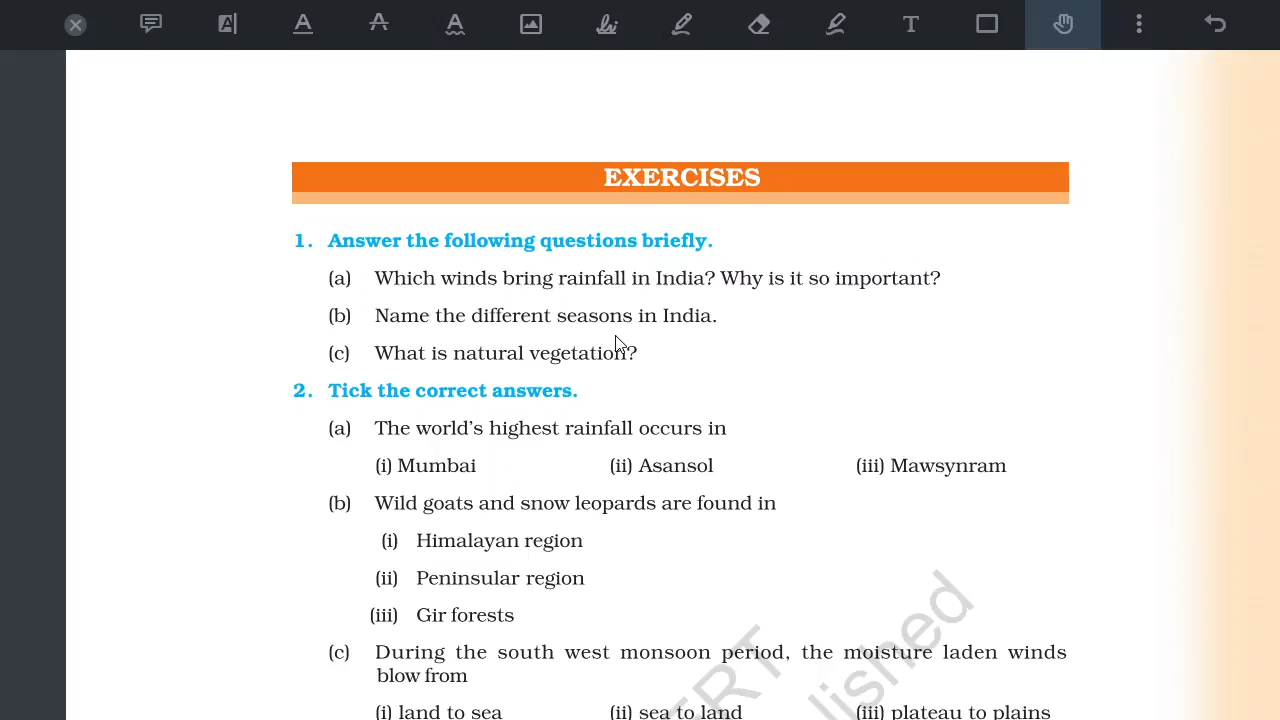 EXERCISES
1. Answer the following questions briefly.
(a) Which winds bring rainfall in India? Why is it so important?
(b) Name the different seasons in India.
(c) What is natural vegetation?
2. Tick the correct answers.
(a) The world's highest rainfall occurs in
(i) Mumbai (ii) Asansol (iii) Mawsynram
(b) Wild goats and snow leopards are found in
(i) Himalayan region
(ii) Peninsular region
(iii) Gir forests
(c) During the south west monsoon period, the moisture laden winds
blow from
(i) land to sea (ii) sea to land (iii) plateau to plains